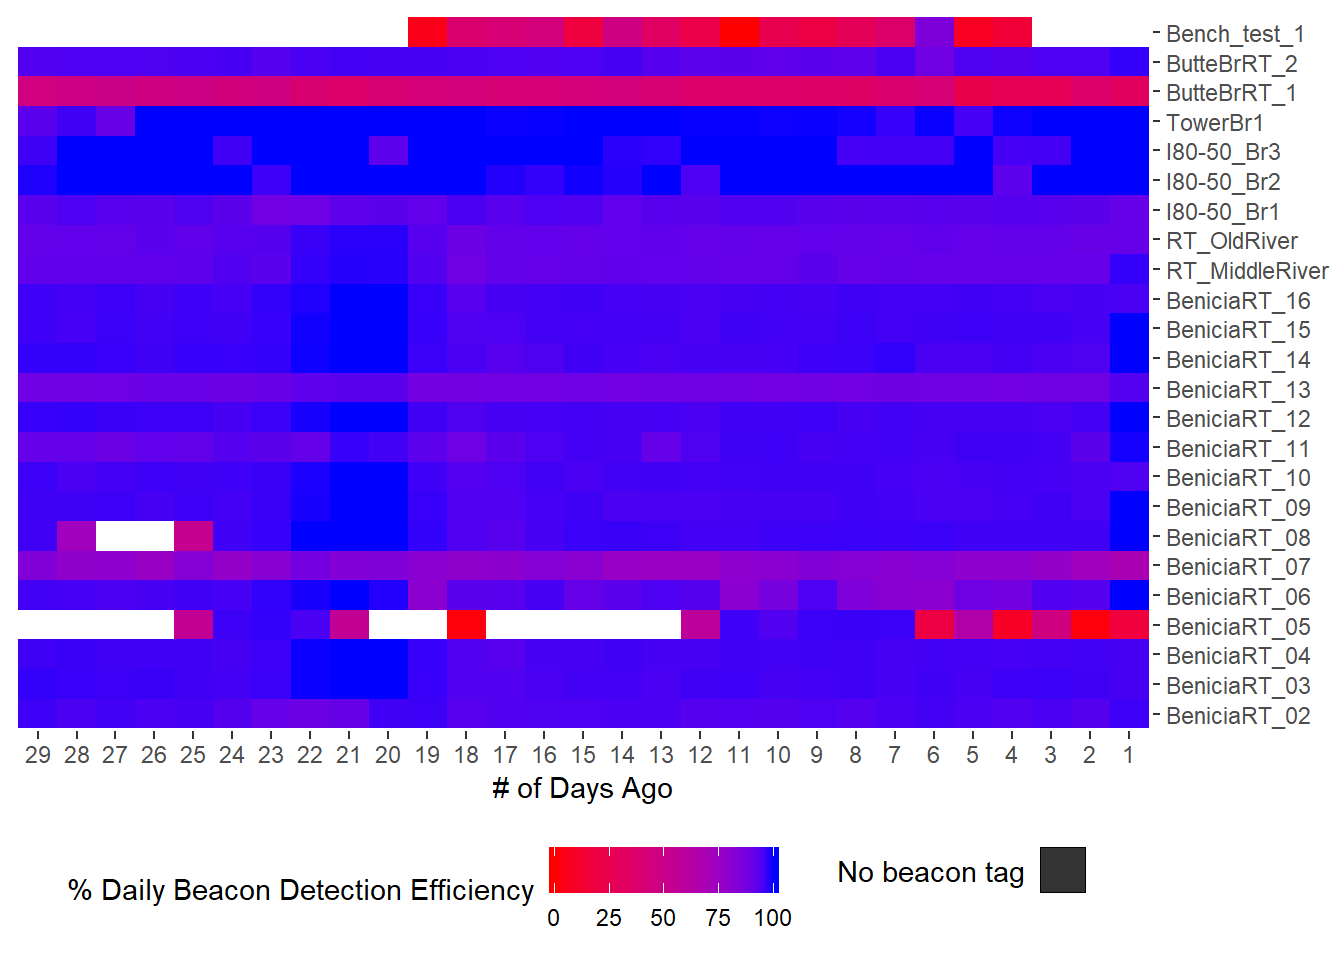 Bench_test_1
ButteBrRT_2
ButteBrRT_1
TowerBr1
I80-50_Br3
I80-50_Br2
I80-50_Br1
RT_OldRiver
RT_MiddleRiver
BeniciaRT_16
BeniciaRT_15
BeniciaRT_14
BeniciaRT_13
BeniciaRT_12
BeniciaRT_11
BeniciaRT_10
BeniciaRT_09
BeniciaRT_08
BeniciaRT_07
BeniciaRT_06
BeniciaRT_05
BeniciaRT_04
BeniciaRT_03
BeniciaRT_02
29 28 27 26 25 24 23 22 21 20 19 18 17 16 15 14 13 12 11 10 9 8 7 6 5 4 3 2 1
# of Days Ago
% Daily Beacon Detection Efficiency
0 25 50 75 100
No beacon tag